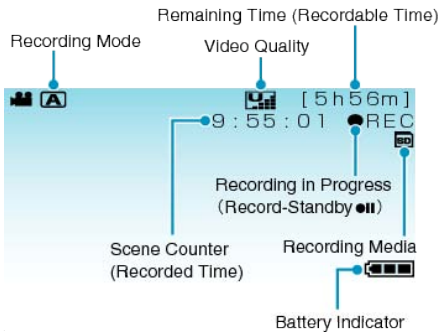 Remaining Time (Recordable Time)
Recording Mode
Video Quality
A
[5h56m]
9:55:01 ●REC
SD
Recording in Progress
(Record-Standby ●II)
Scene Counter
(Recorded Time)
Recording Media
Battery Indicator